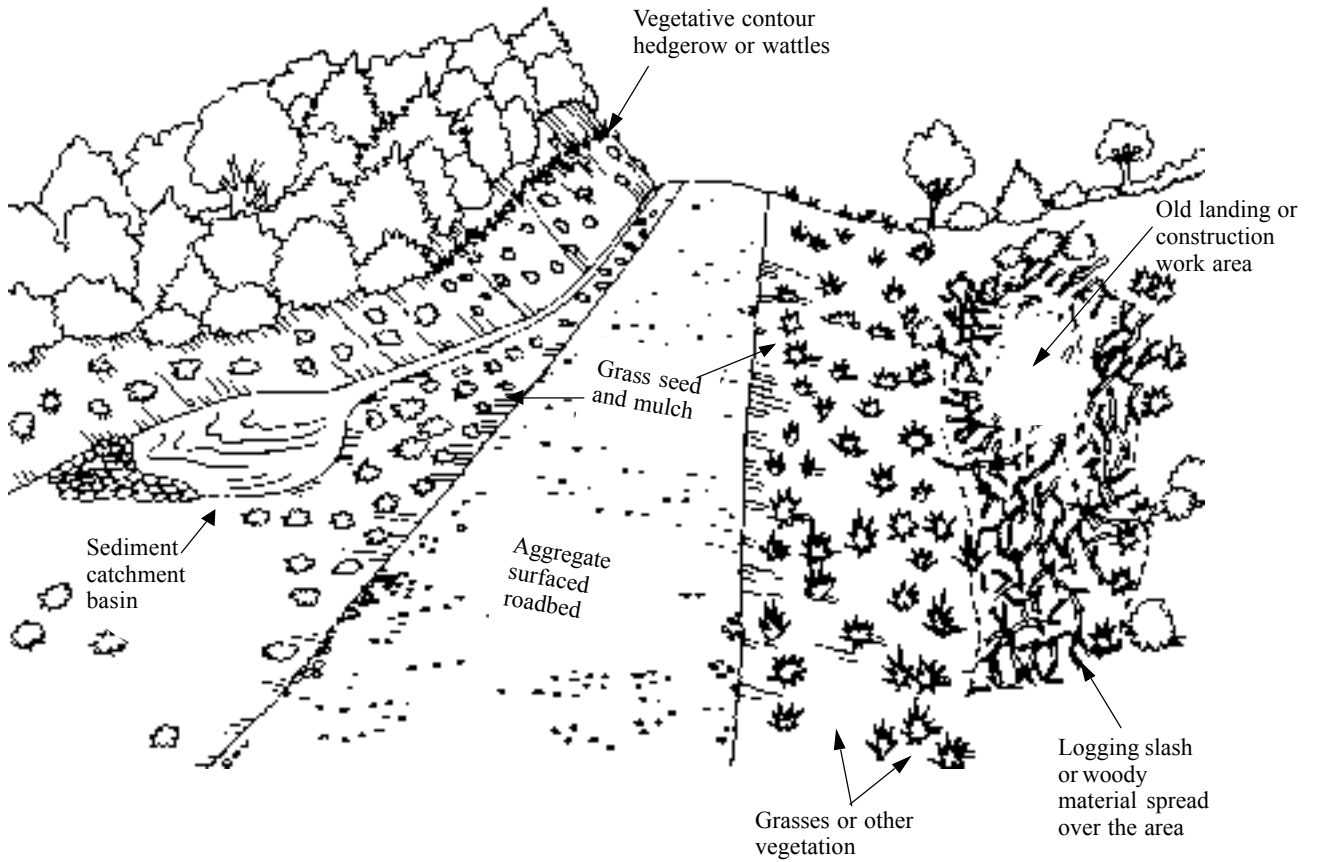 Vegetative contour
hedgerow or wattles
Old landing or
construction
work area
Grass seed
and mulch
Sediment
catchment
basin
Aggregate
surfaced
roadbed
Logging slash
or woody
material spread
over the area
Grasses or other
vegetation